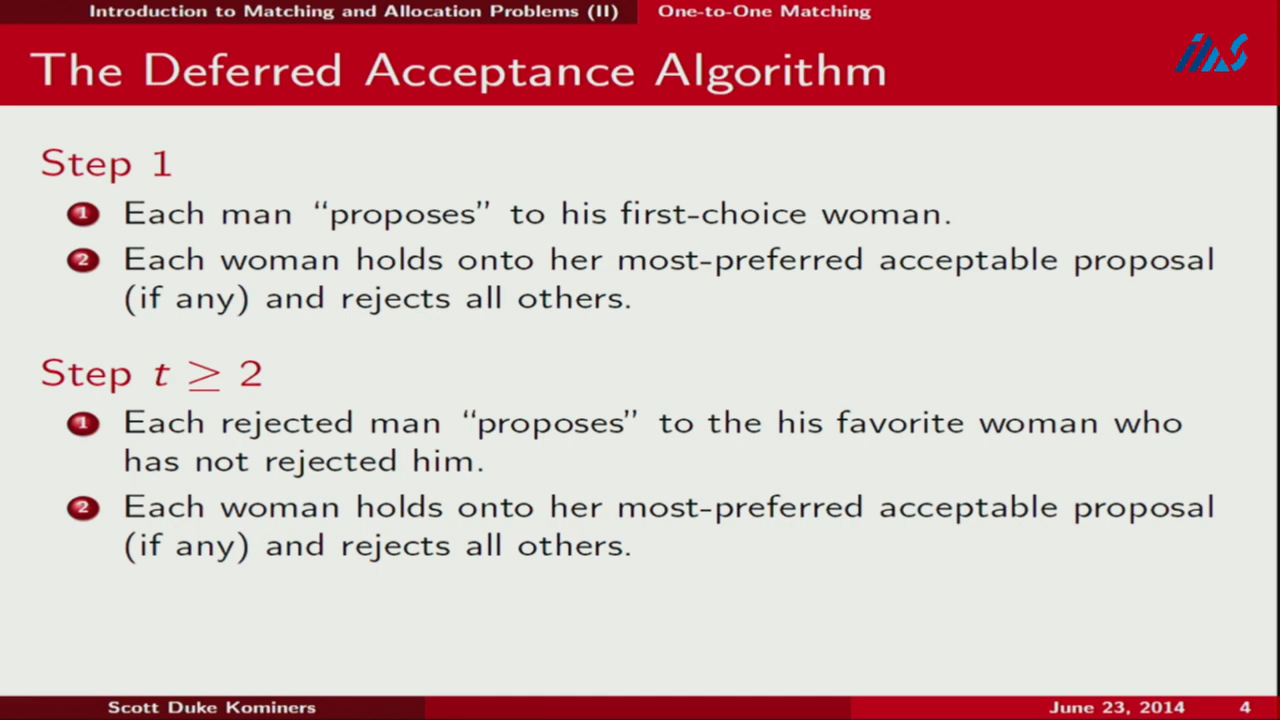 Introduction to Matching and Allocation Problems (II) One-to-One Matching
The Deferred Acceptance Algorithm
IAS
Step 1
1 Each man “proposes” to his first-choice woman.
2 Each woman holds onto her most-preferred acceptable proposal
(if any) and rejects all others.
Step t ≥ 2
1 Each rejected man “proposes” to the his favorite woman who
has not rejected him.
2 Each woman holds onto her most-preferred acceptable proposal
(if any) and rejects all others.
Scott Duke Kominers June 23, 2014 4